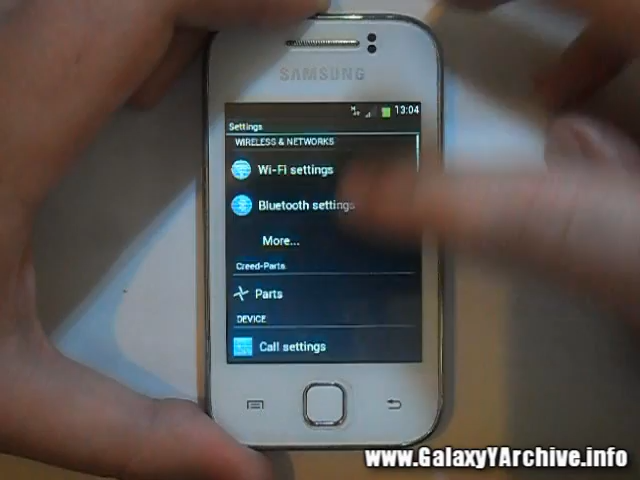 SAMSUNG
13:04
Settings
WIRELESS & NETWORKS
Wi-Fi settings
Bluetooth settings
More...
Creed-Parts
Parts
DEVICE
Call settings
www.GalaxyYArchive.info